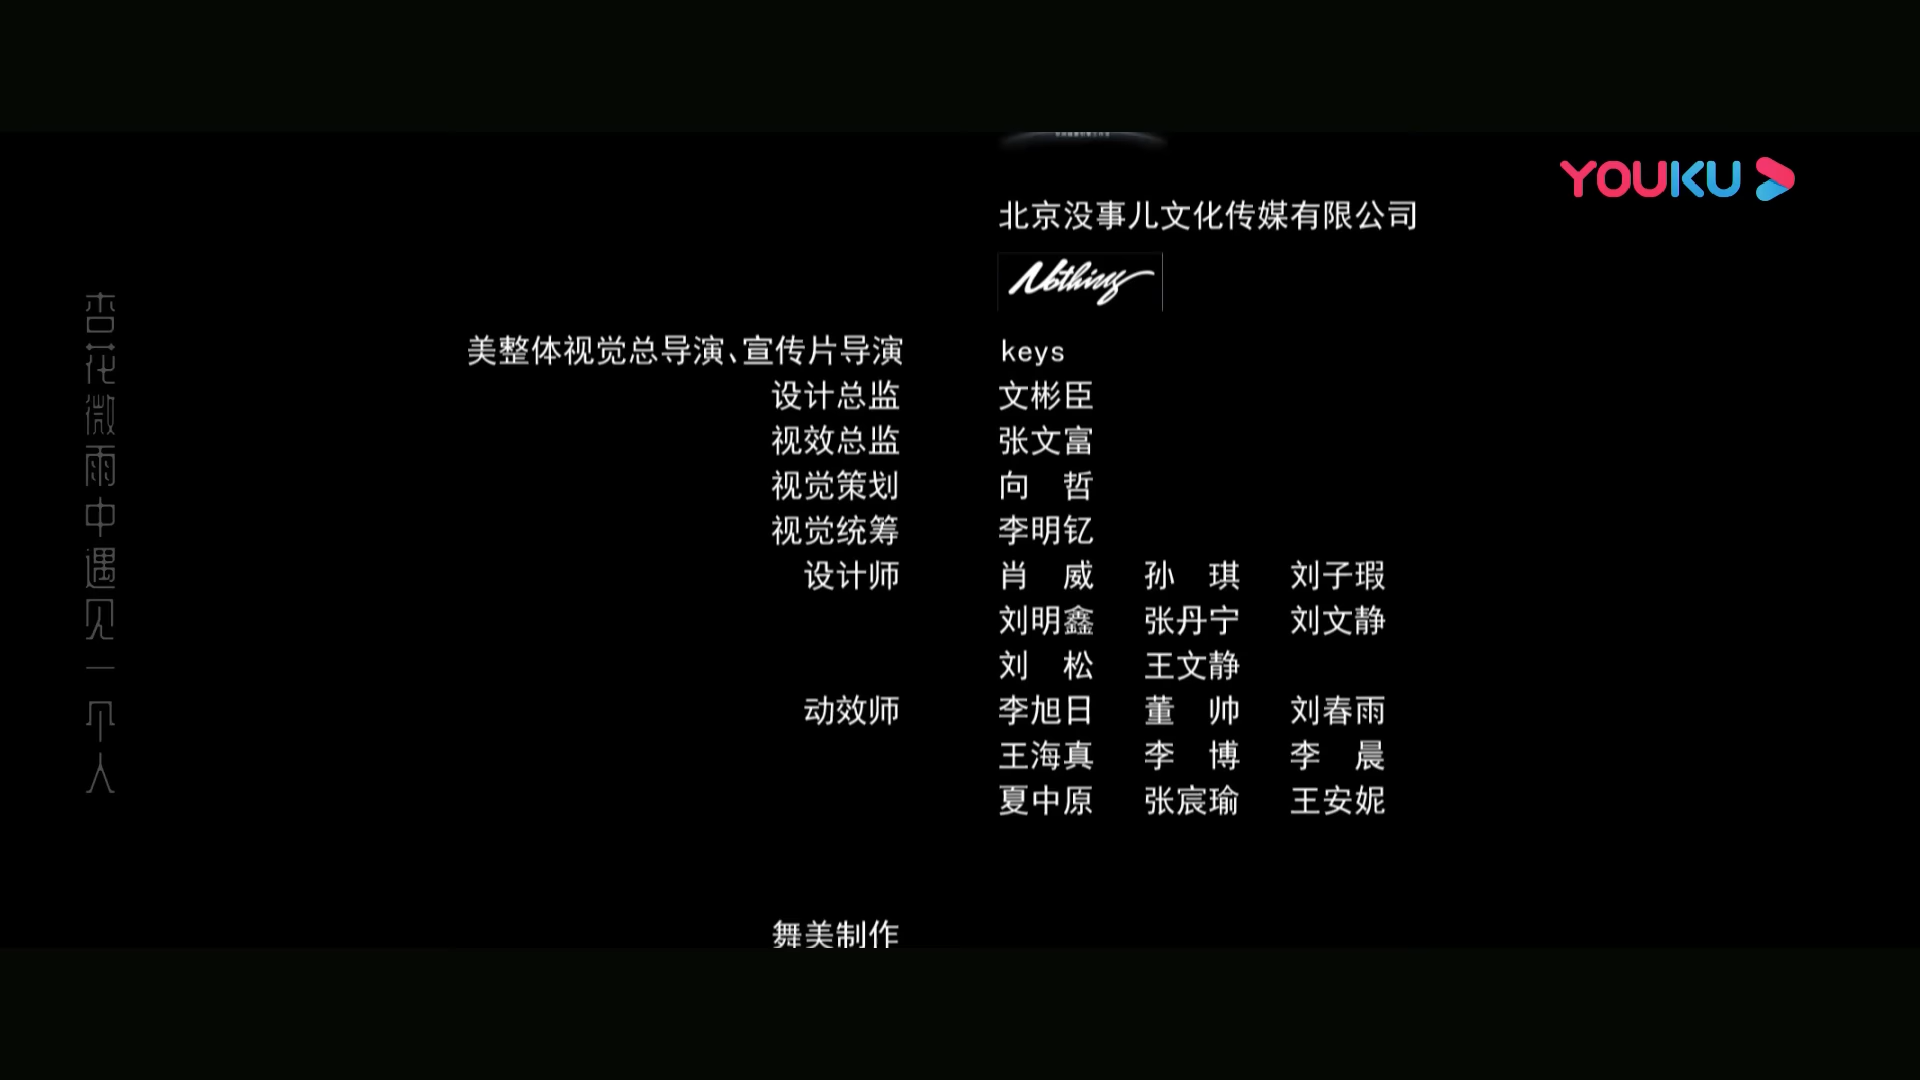 YOUKU
北京没事儿文化传媒有限公司
Nothing
美整体视觉总导演、宣传片导演 keys
设计总监 文彬臣
视效总监 张文富
视觉策划 向 哲
视觉统筹 李明钇
设计师 肖 威 孙 琪 刘子瑕
刘明鑫 张丹宁 刘文静
刘 松 王文静
动效师 李旭日 董 帅 刘春雨
王海真 李 博 李 晨
夏中原 张宸瑜 王安妮
舞美制作
杏花微雨中遇见一个人